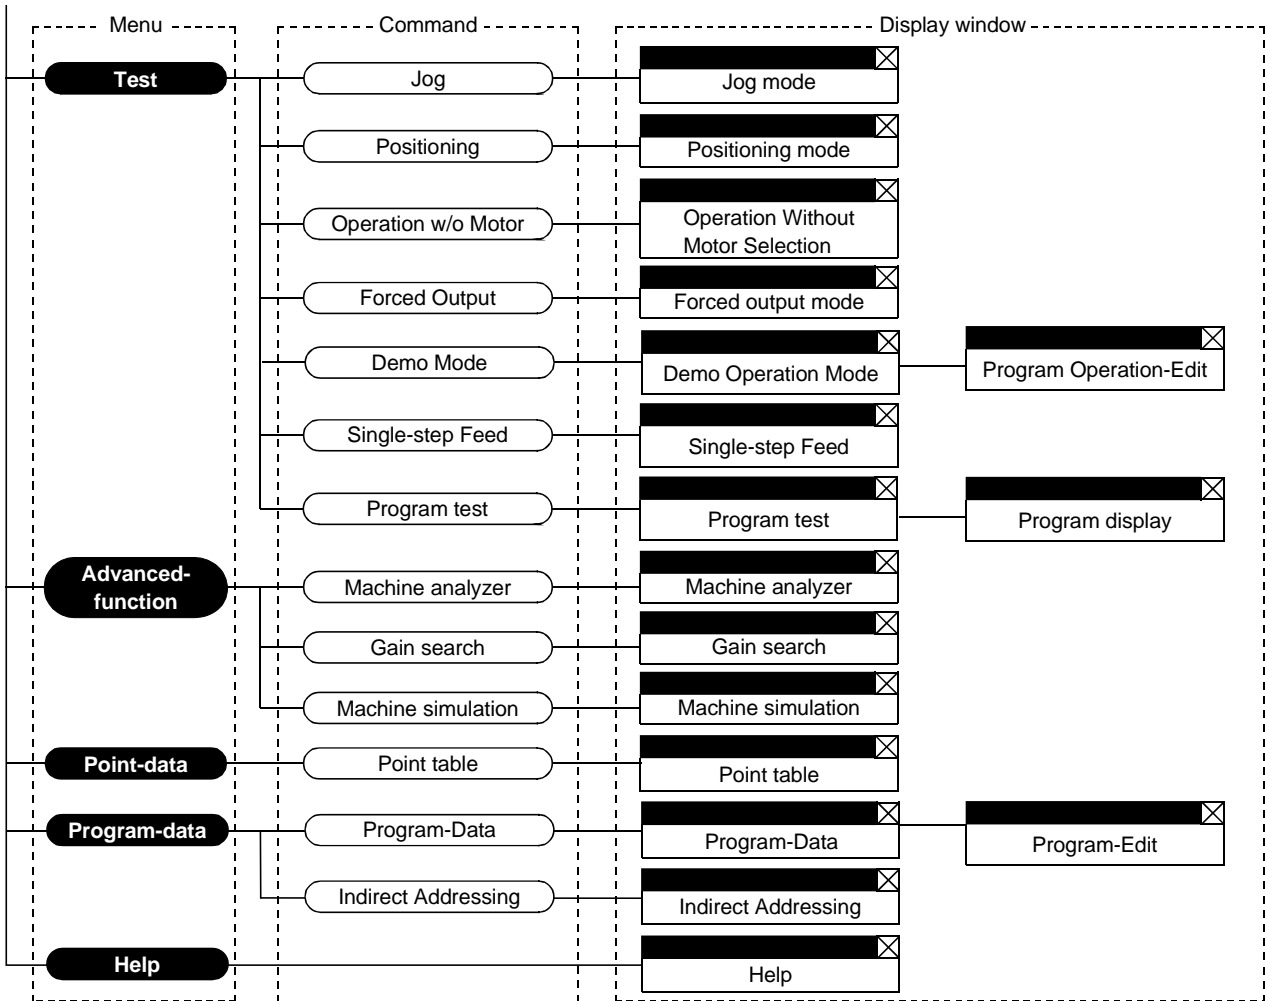 Menu
Command
Display window
Test
Jog
Jog mode
Positioning
Positioning mode
Operation w/o Motor
Operation Without
Motor Selection
Forced Output
Forced output mode
Demo Mode
Demo Operation Mode
Program Operation-Edit
Single-step Feed
Single-step Feed
Program test
Program test
Program display
Advanced-
function
Machine analyzer
Machine analyzer
Gain search
Gain search
Machine simulation
Machine simulation
Point-data
Point table
Point table
Program-data
Program-Data
Program-Data
Program-Edit
Indirect Addressing
Indirect Addressing
Help
Help